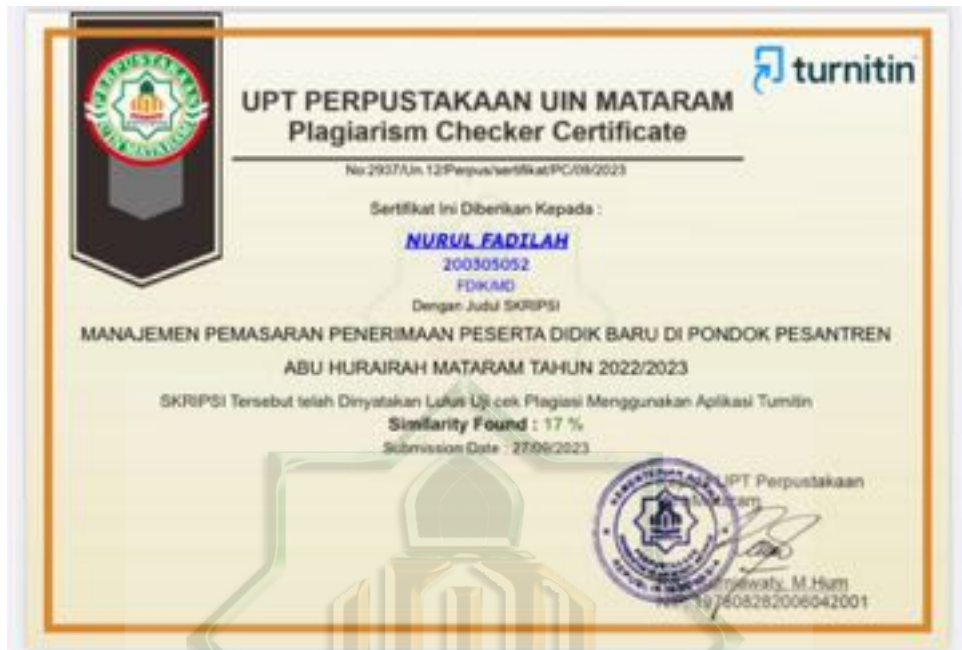 turnitin
UPT PERPUSTAKAAN UIN MATARAM
Plagiarism Checker Certificate
No:2937/Un.12/Perpus/sertifikat/PC/09/2023
Sertifikat Ini Diberikan Kepada :
NURUL FADILAH
200305052
FDIK/MD
Dengan Judul SKRIPSI
MANAJEMEN PEMASARAN PENERIMAAN PESERTA DIDIK BARU DI PONDOK PESANTREN
ABU HURAIRAH MATARAM TAHUN 2022/2023
SKRIPSI Tersebut telah Dinyatakan Lulus Uji cek Plagiasi Menggunakan Aplikasi Turnitin
Similarity Found : 17 %
Submission Date : 27/09/2023
UPT Perpustakaan
M.Hum
197608282006042001